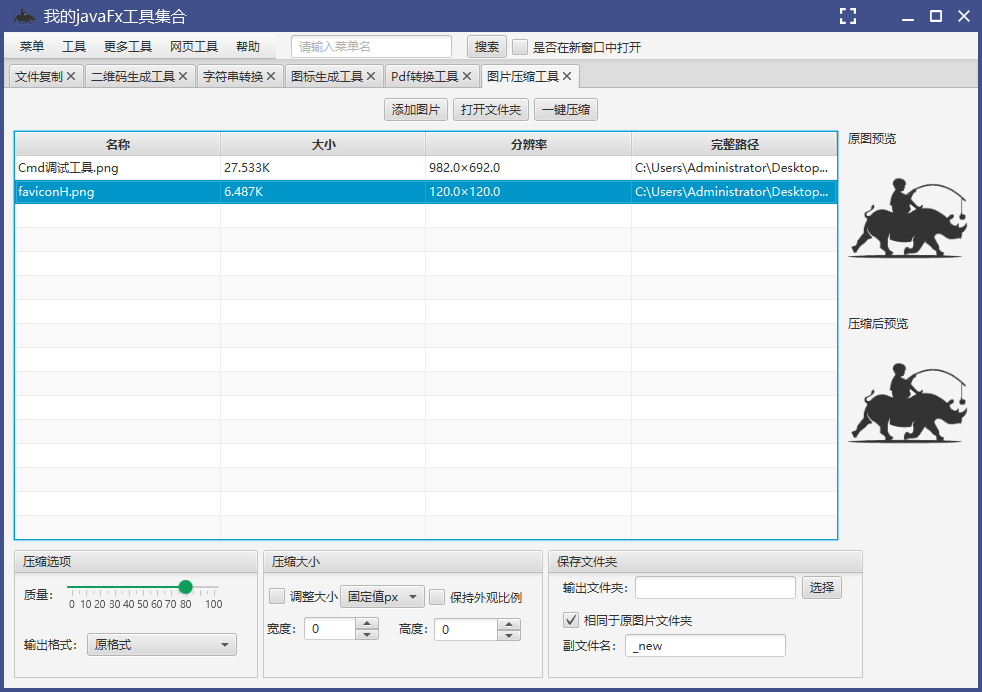 我的javaFx工具集合
菜单 工具 更多工具 网页工具 帮助 请输入菜单名 搜索 是否在新窗口中打开
文件复制 二维码生成工具 字符串转换 图标生成工具 Pdf转换工具 图片压缩工具
添加图片 打开文件夹 一键压缩
名称 大小 分辨率 完整路径
Cmd调试工具.png 27.533K 982.0×692.0 C:\Users\Administrator\Desktop...
faviconH.png 6.487K 120.0×120.0 C:\Users\Administrator\Desktop...
原图预览
压缩后预览
压缩选项
质量:
0 10 20 30 40 50 60 70 80 100
输出格式: 原格式
压缩大小
调整大小 固定值px 保持外观比例
宽度: 0 高度: 0
保存文件夹
输出文件夹: 选择
相同于原图片文件夹
副文件名: _new